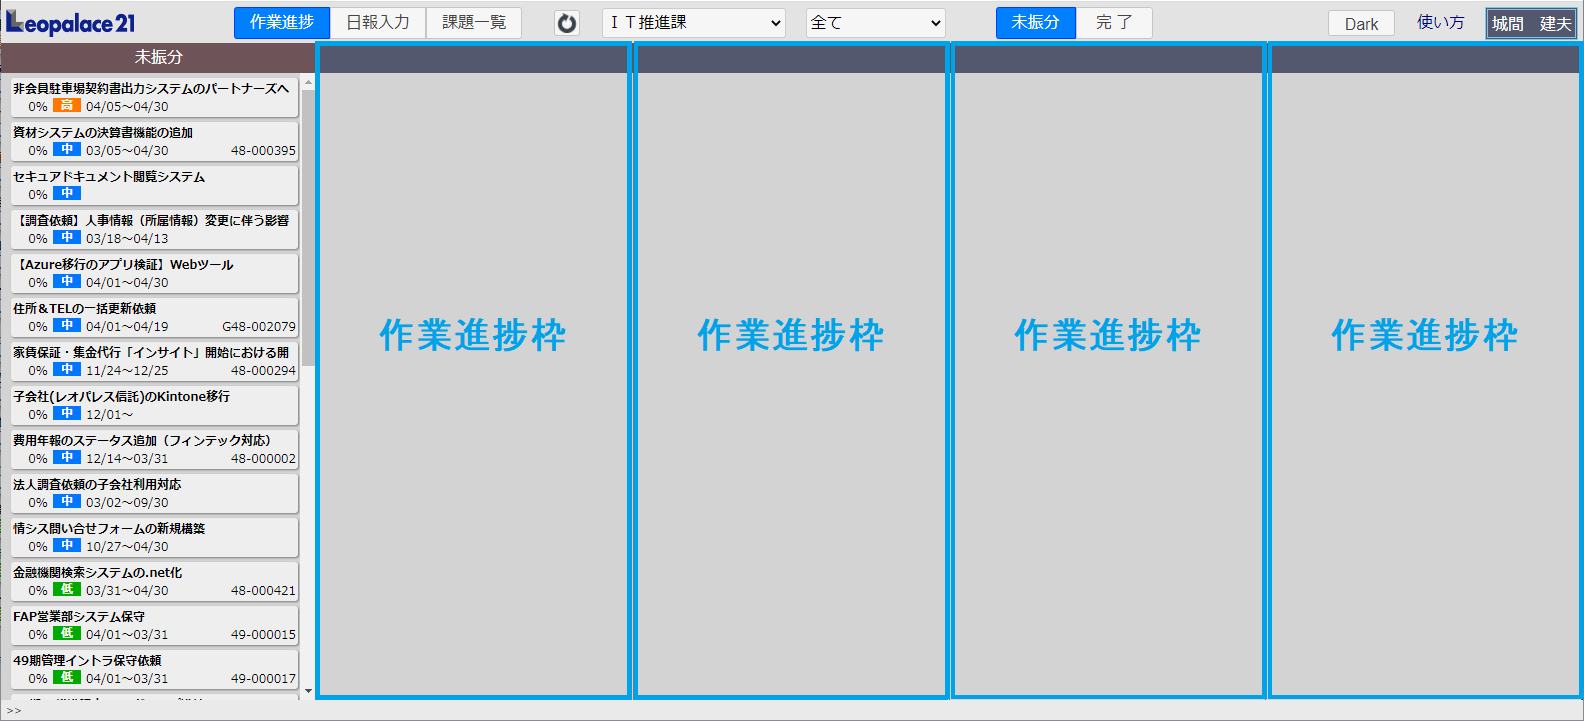 Leopalace21 作業進捗 日報入力 課題一覧 ＩＴ推進課 全て 未振分 完 了 Dark 使い方 城間　建夫
未振分
非会員駐車場契約書出力システムのパートナーズへ
0% 高 04/05～04/30
資材システムの決算書機能の追加
0% 中 03/05～04/30 48-000395
セキュアドキュメント閲覧システム
0% 中
【調査依頼】人事情報（所属情報）変更に伴う影響
0% 中 03/18～04/13
【Azure移行のアプリ検証】Webツール
0% 中 04/01～04/30
住所＆TELの一括更新依頼
0% 中 04/01～04/19 G48-002079
家賃保証・集金代行「インサイト」開始における開
0% 中 11/24～12/25 48-000294
子会社(レオパレス信託)のKintone移行
0% 中 12/01～
費用年報のステータス追加（フィンテック対応）
0% 中 12/14～03/31 48-000002
法人調査依頼の子会社利用対応
0% 中 03/02～09/30
情シス問い合せフォームの新規構築
0% 中 10/27～04/30
金融機関検索システムの.net化
0% 低 03/31～04/30 48-000421
FAP営業部システム保守
0% 低 04/01～03/31 49-000015
49期管理イントラ保守依頼
0% 低 04/01～03/31 49-000017
作業進捗枠 作業進捗枠 作業進捗枠 作業進捗枠
>>